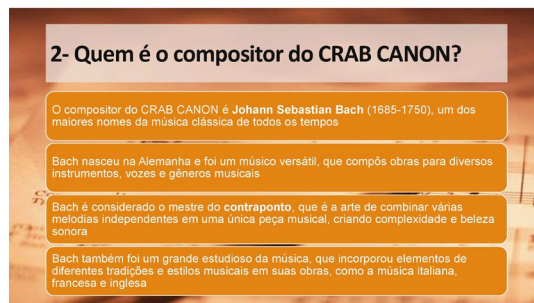 2- Quem é o compositor do CRAB CANON?
O compositor do CRAB CANON é Johann Sebastian Bach (1685-1750), um dos
maiores nomes da música clássica de todos os tempos
Bach nasceu na Alemanha e foi um músico versátil, que compôs obras para diversos
instrumentos, vozes e gêneros musicais
Bach é considerado o mestre do contraponto, que é a arte de combinar várias
melodias independentes em uma única peça musical, criando complexidade e beleza
sonora
Bach também foi um grande estudioso da música, que incorporou elementos de
diferentes tradições e estilos musicais em suas obras, como a música italiana,
francesa e inglesa